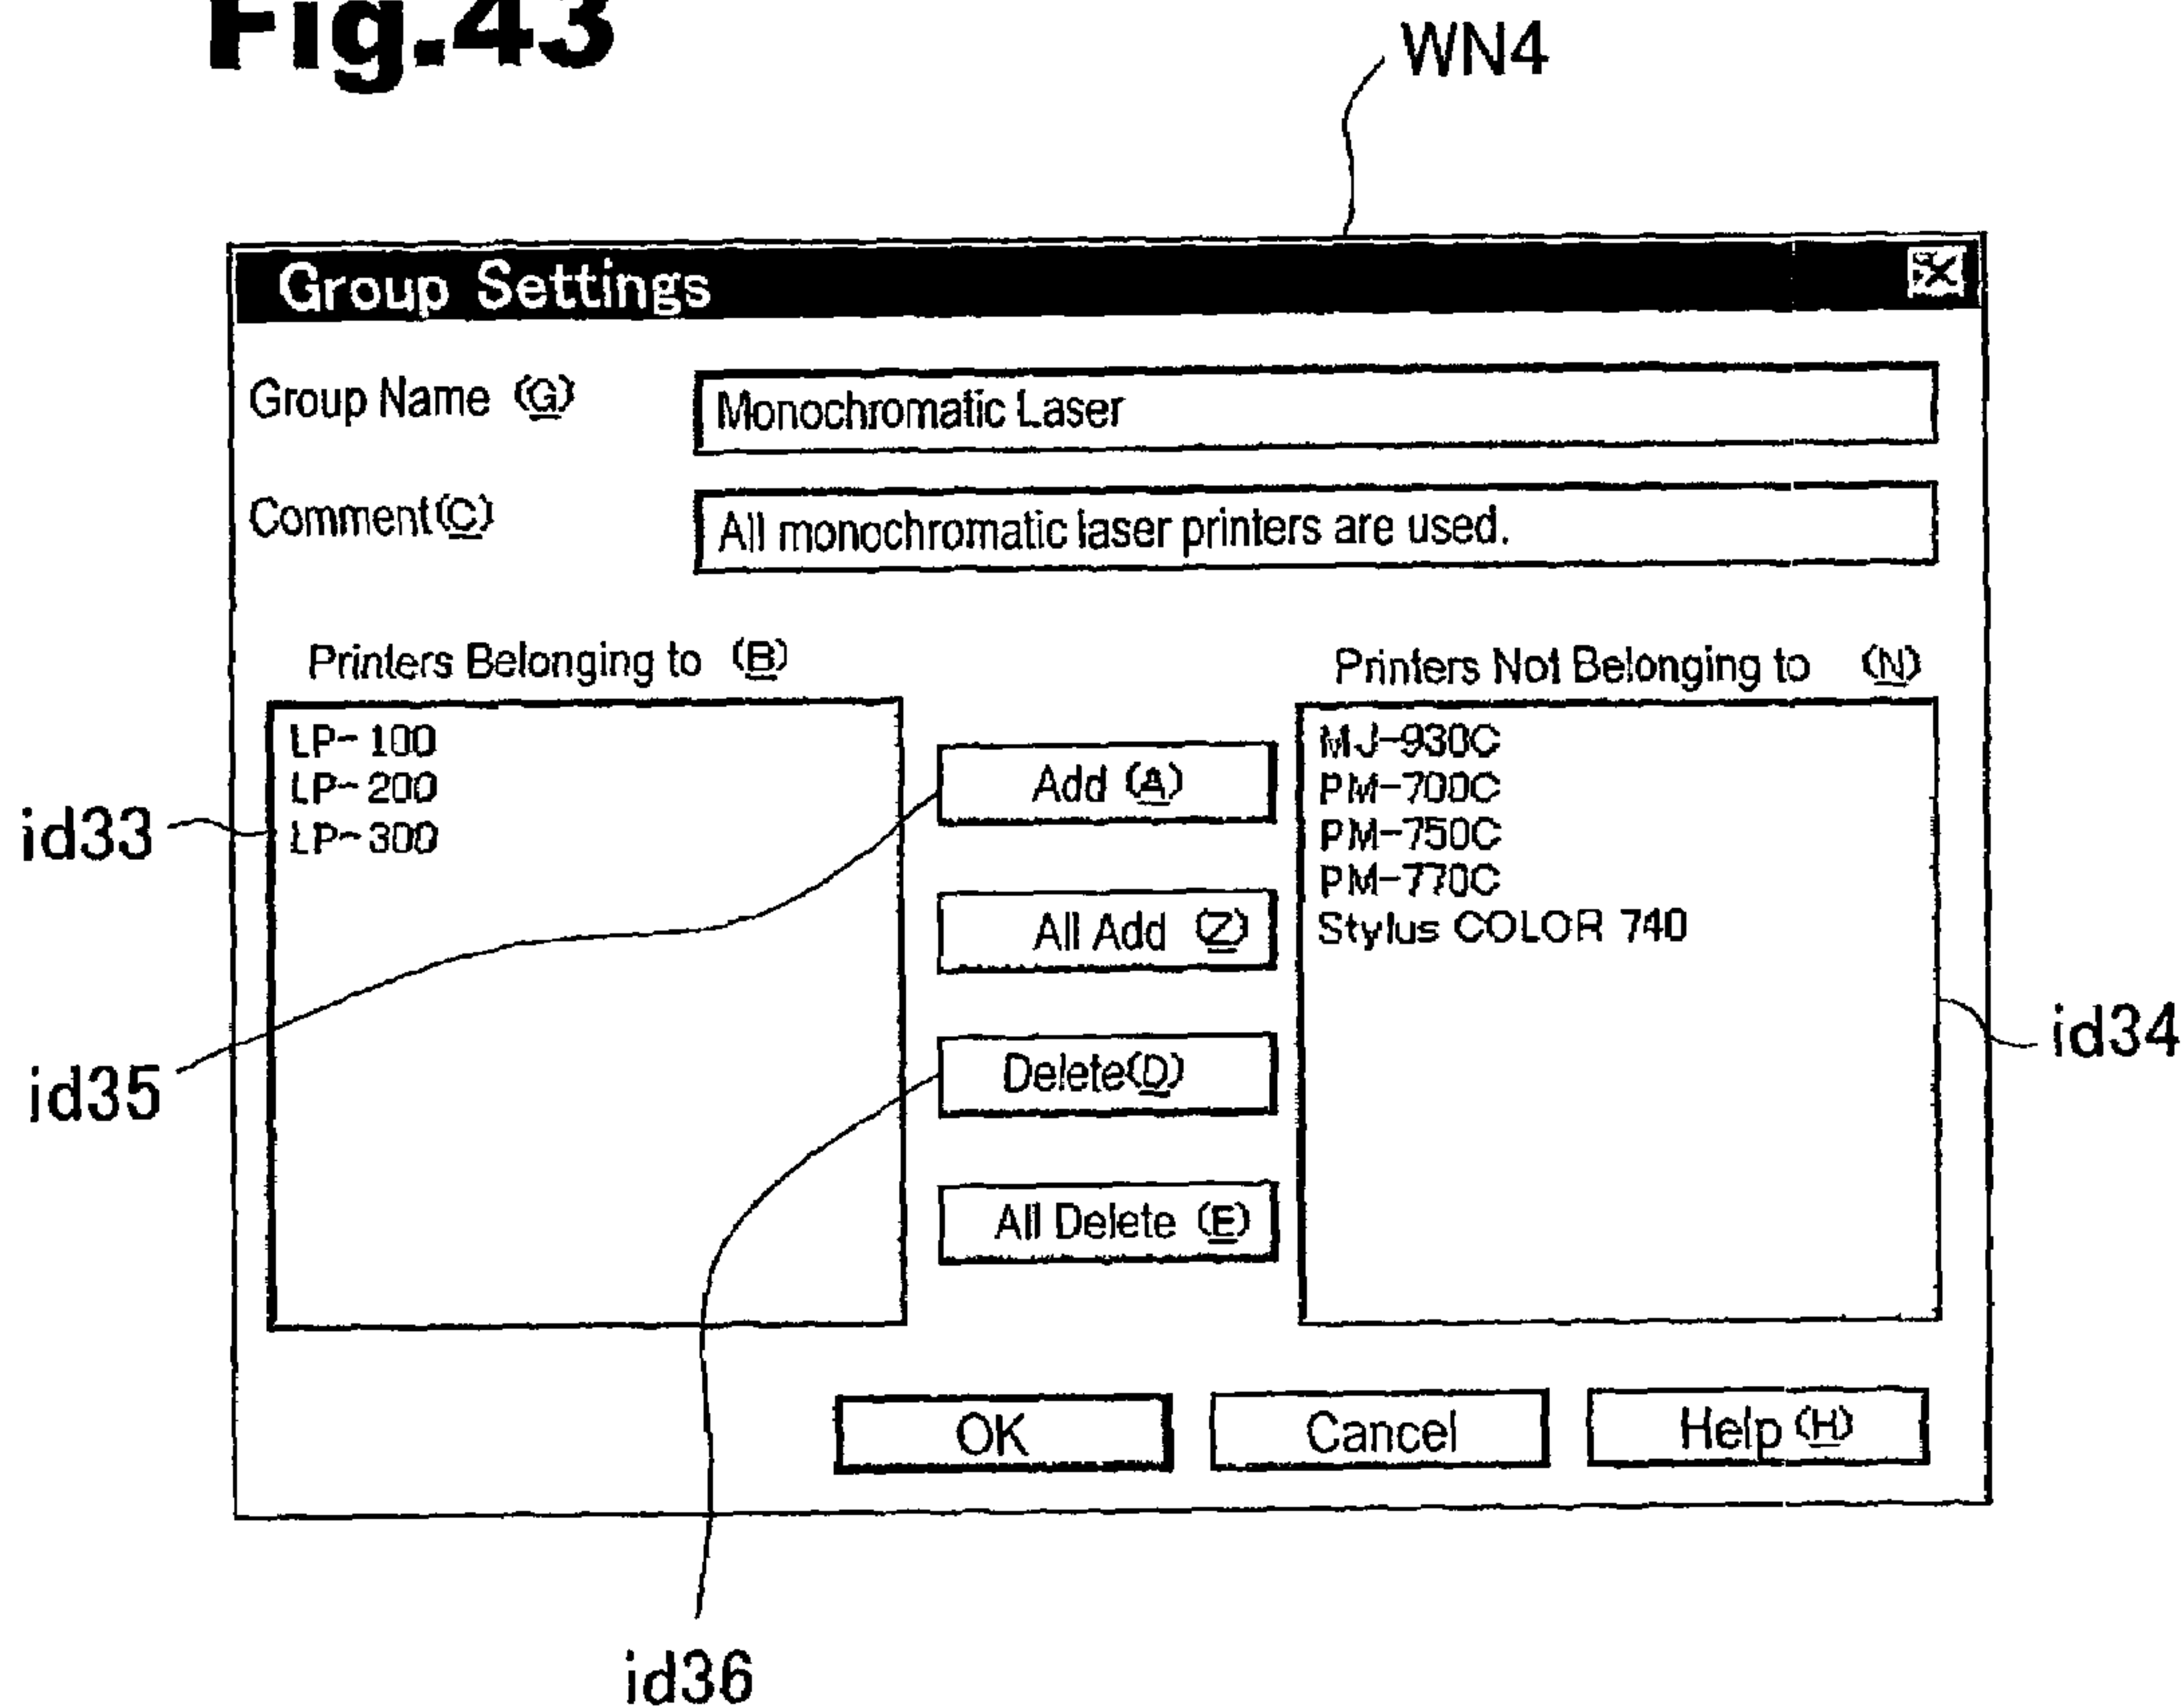 Fig.43
WN4
Group Settings
Group Name (G)
Monochromatic Laser
Comment(C)
All monochromatic laser printers are used.
Printers Belonging to (B)
Printers Not Belonging to (N)
LP-100
LP-200
LP-300
Add (A)
All Add (Z)
Delete(D)
All Delete (E)
MJ-930C
PM-700C
PM-750C
PM-770C
Stylus COLOR 740
id33
id34
id35
OK
Cancel
Help (H)
id36